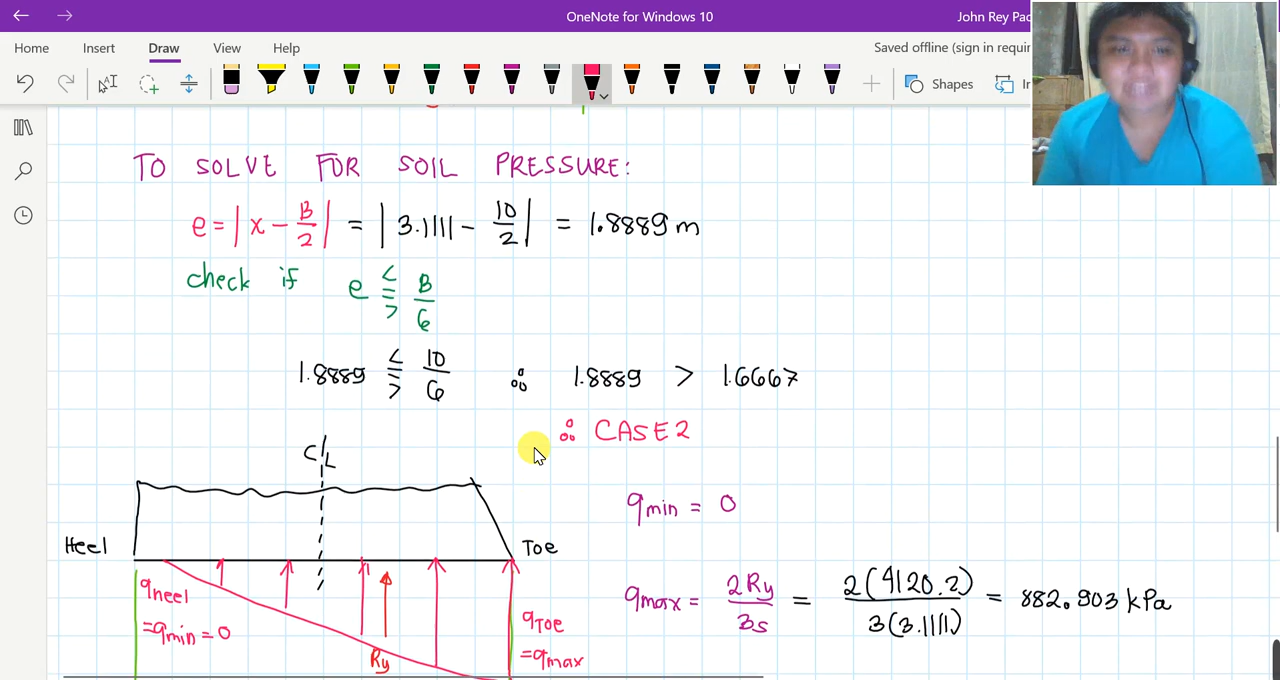 OneNote for Windows 10
John Rey Pac
Home Insert Draw View Help
Saved offline (sign in requir
Shapes
In
TO SOLVE FOR SOIL PRESSURE:
e = |x - B/2| = |3.1111 - 10/2| = 1.8889 m
check if e <=> B/6
1.8889 <=> 10/6 ∴ 1.8889 > 1.6667
∴ CASE 2
C/L
qmin = 0
Heel
Toe
qheel = qmin = 0
Ry
qToe = qmax
qmax = 2Ry/3s = 2(4120.2)/3(3.1111) = 882.903 kPa